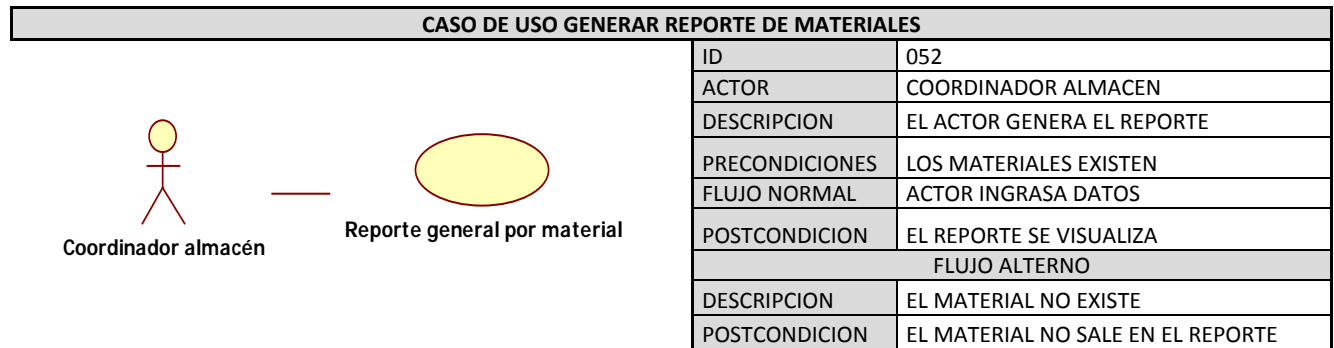 CASO DE USO GENERAR REPORTE DE MATERIALES
Coordinador almacén
Reporte general por material
ID 052
ACTOR COORDINADOR ALMACEN
DESCRIPCION EL ACTOR GENERA EL REPORTE
PRECONDICIONES LOS MATERIALES EXISTEN
FLUJO NORMAL ACTOR INGRASA DATOS
POSTCONDICION EL REPORTE SE VISUALIZA
FLUJO ALTERNO
DESCRIPCION EL MATERIAL NO EXISTE
POSTCONDICION EL MATERIAL NO SALE EN EL REPORTE